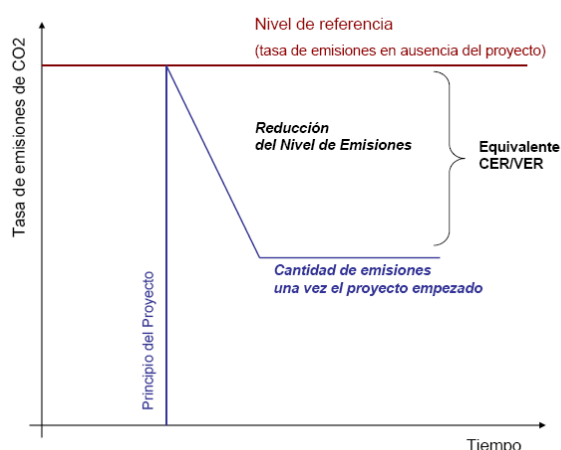 Nivel de referencia
(tasa de emisiones en ausencia del proyecto)
Tasa de emisiones de CO2
Reducción
del Nivel de Emisiones
Equivalente
CER/VER
Cantidad de emisiones
una vez el proyecto empezado
Principio del Proyecto
Tiempo